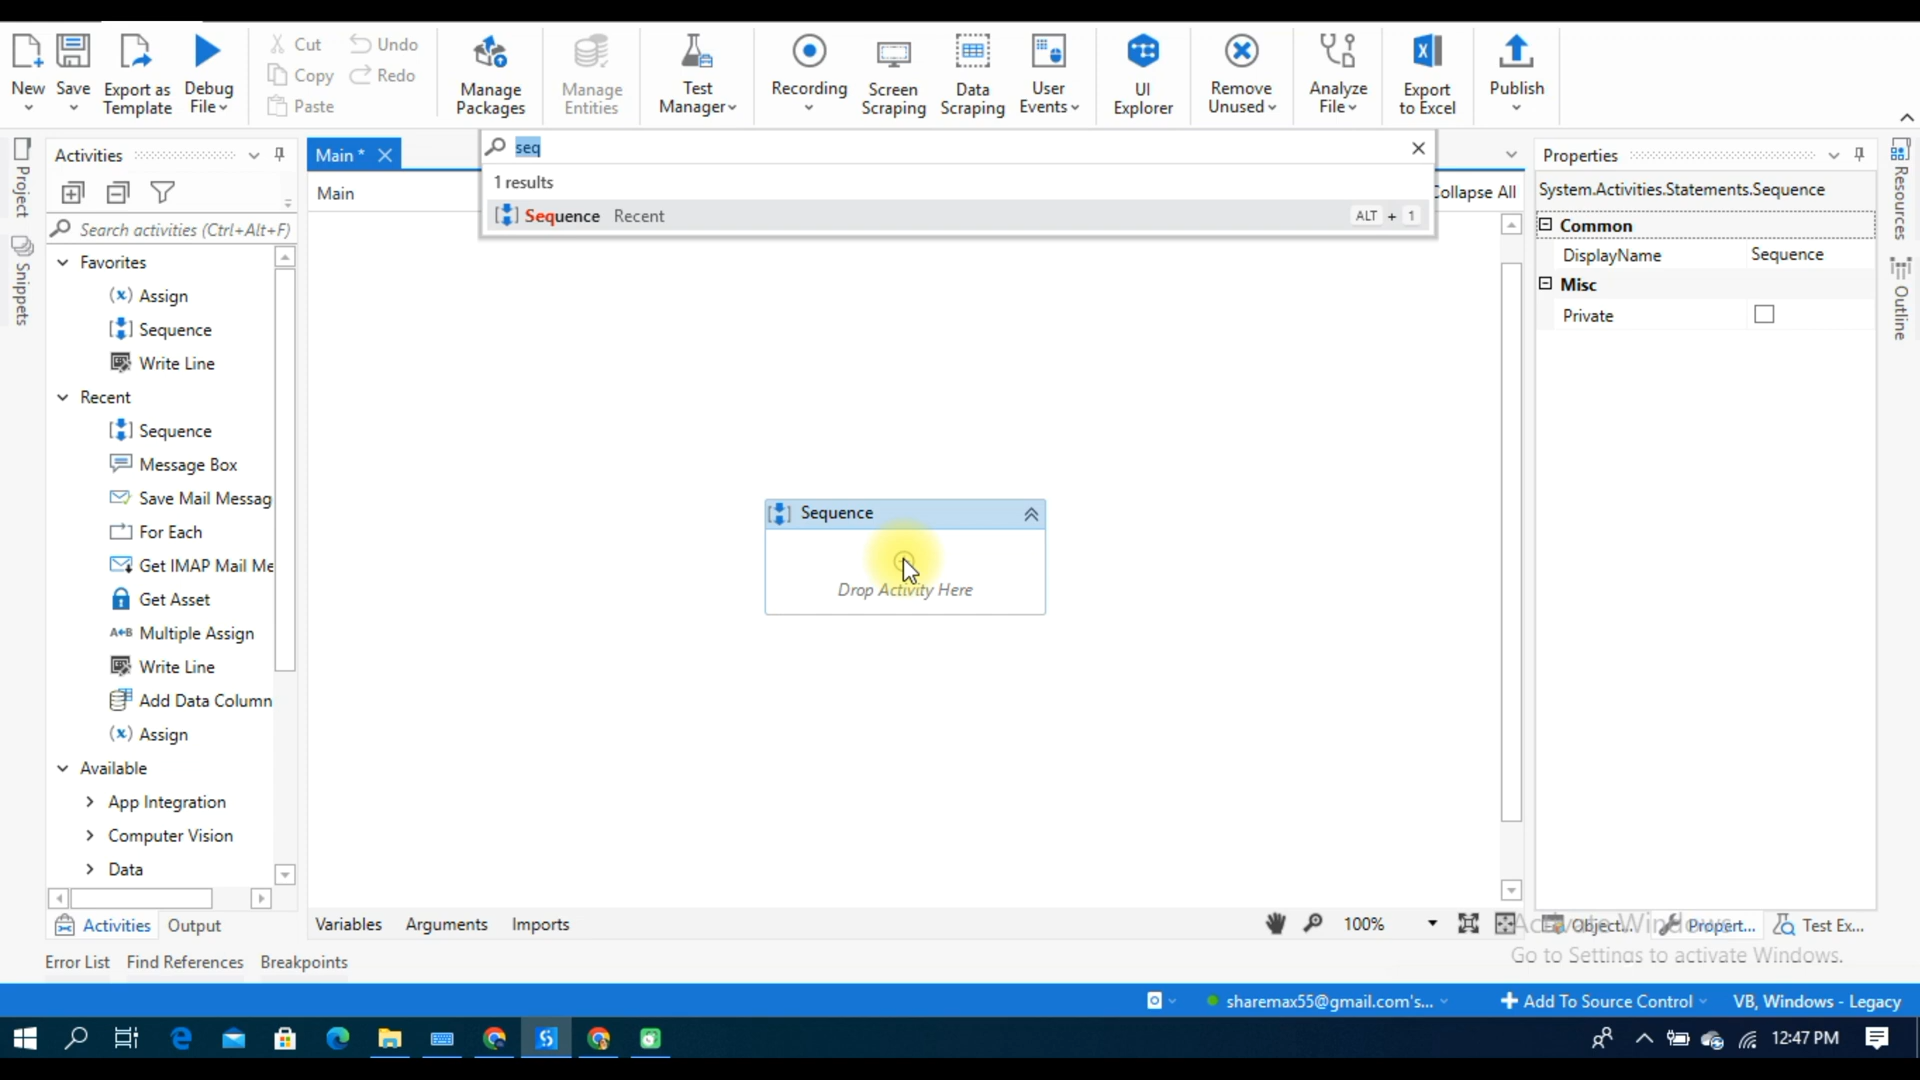 New
Save
Export as
Template
Debug
File
Cut
Copy
Paste
Undo
Redo
Manage
Packages
Manage
Entities
Test
Manager
Recording
Screen
Scraping
Data
Scraping
User
Events
UI
Explorer
Remove
Unused
Analyze
File
Export
to Excel
Publish
Project
Snippets
Activities
Search activities (Ctrl+Alt+F)
Favorites
(x) Assign
Sequence
Write Line
Recent
Sequence
Message Box
Save Mail Messag
For Each
Get IMAP Mail Me
Get Asset
A+B Multiple Assign
Write Line
Add Data Column
(x) Assign
Available
App Integration
Computer Vision
Data
Activities
Output
Error List
Find References
Breakpoints
Main *
Main
seq
1 results
Sequence Recent
ALT + 1
Collapse All
Sequence
Drop Activity Here
Variables
Arguments
Imports
100%
Properties
System.Activities.Statements.Sequence
Common
DisplayName
Sequence
Misc
Private
Resources
Outline
Object...
Propert...
Test Ex...
Activate Windows
Go to Settings to activate Windows.
sharemax55@gmail.com's...
Add To Source Control
VB, Windows - Legacy
12:47 PM